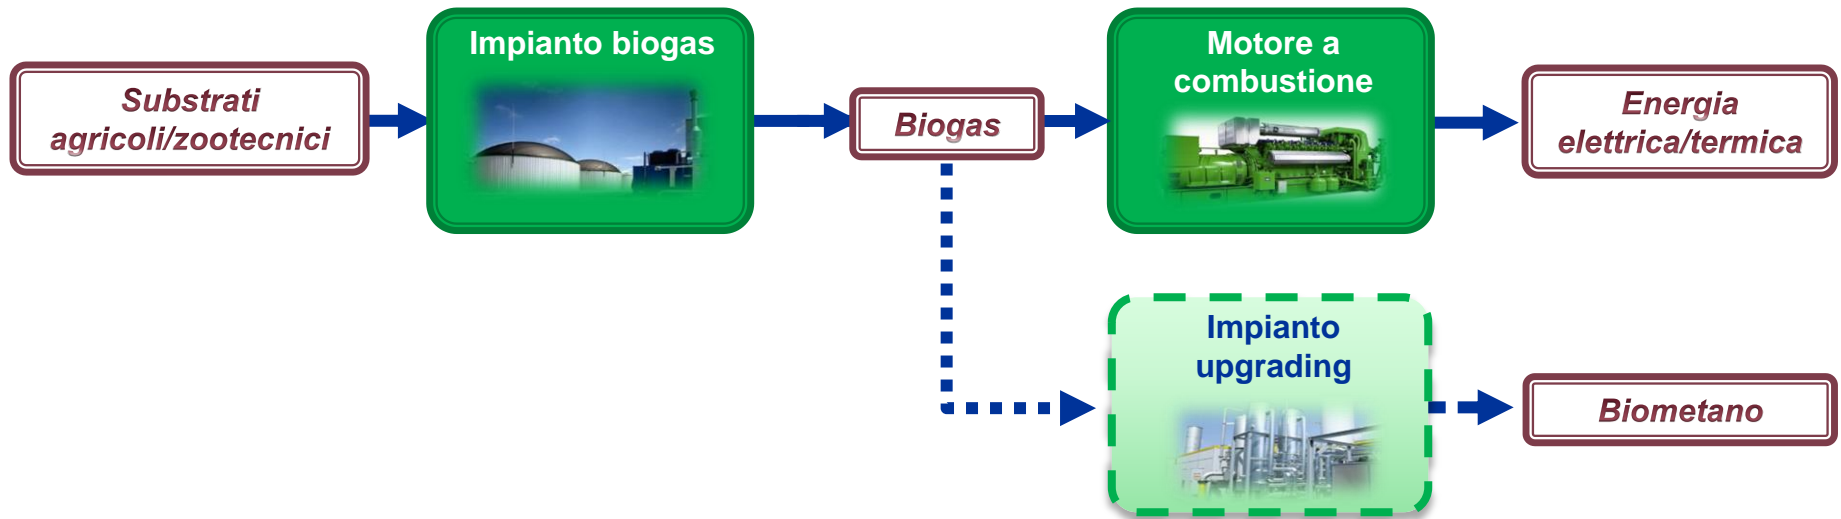 Substrati
agricoli/zootecnici
Impianto biogas
Biogas
Motore a
combustione
Energia
elettrica/termica
Impianto
upgrading
Biometano